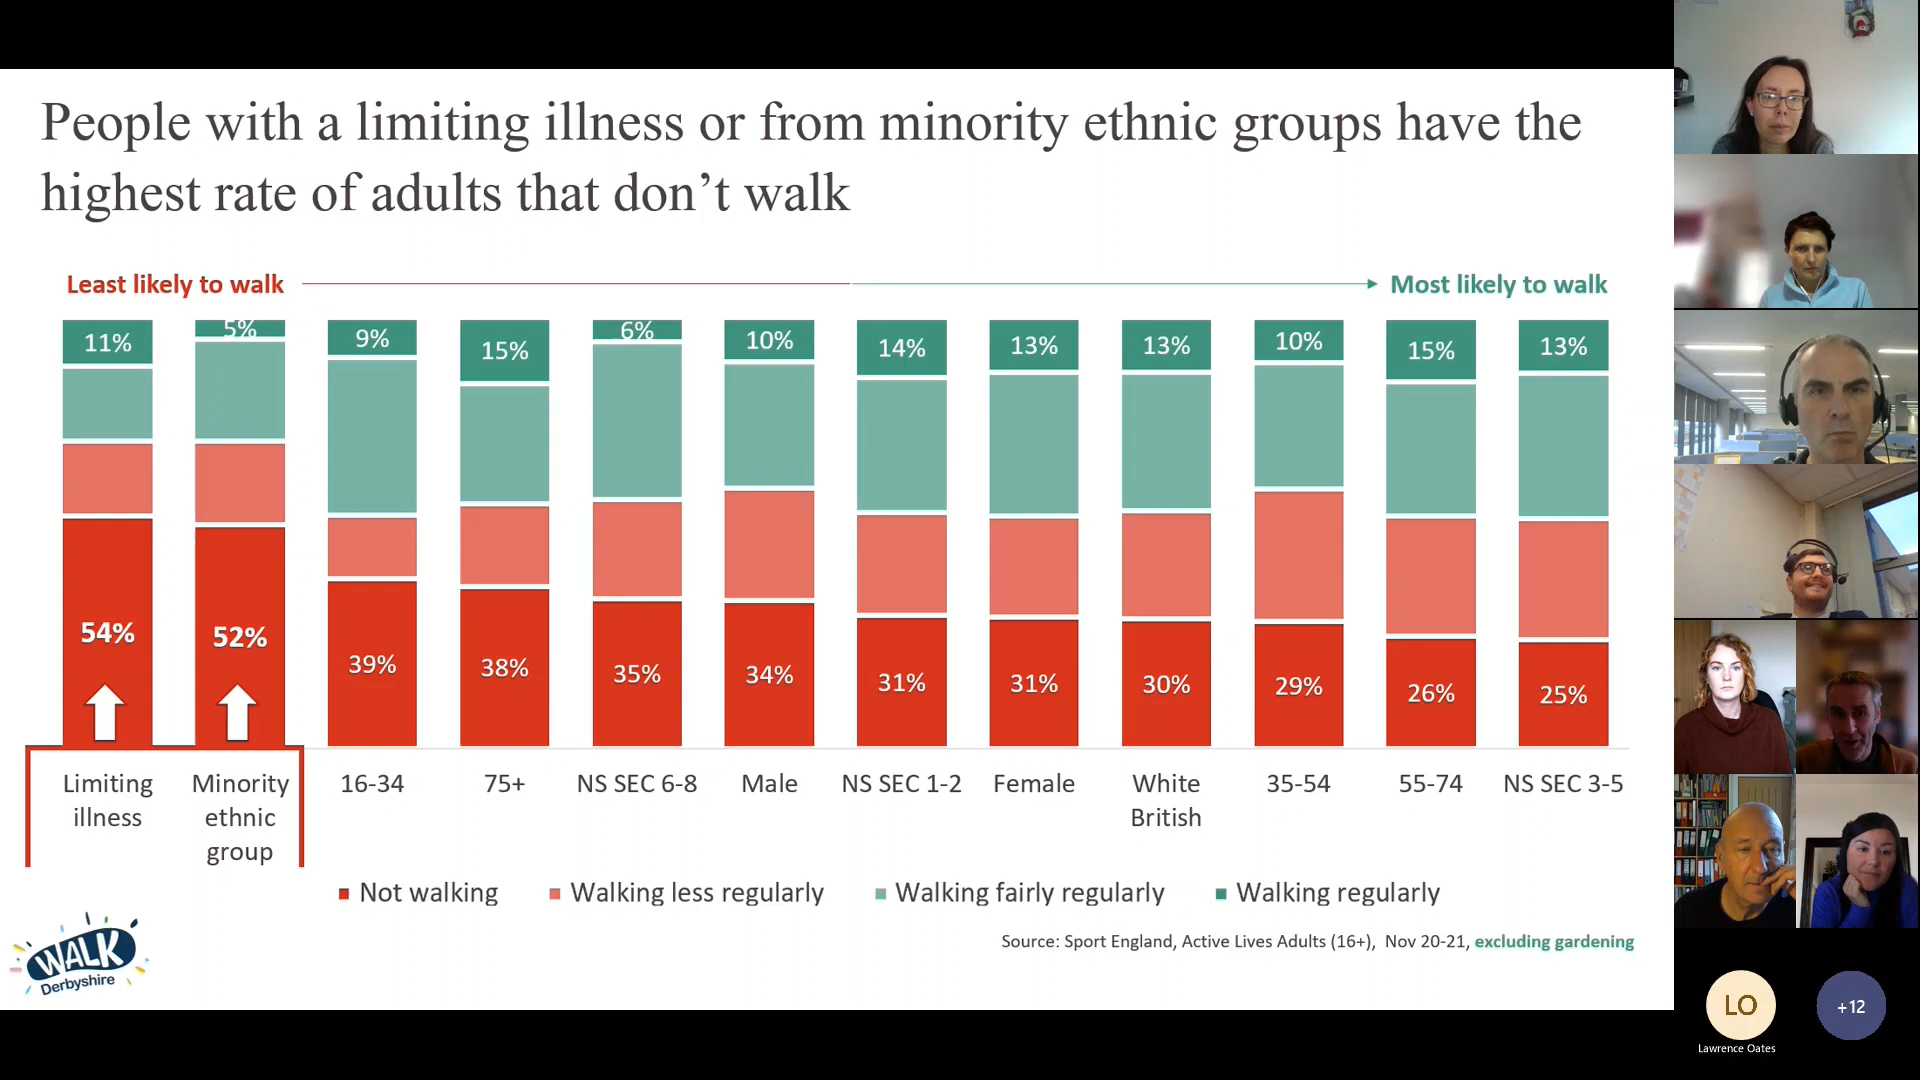 People with a limiting illness or from minority ethnic groups have the
highest rate of adults that don’t walk
Least likely to walk
Most likely to walk
11% 5% 9% 15% 6% 10% 14% 13% 13% 10% 15% 13%
54% 52% 39% 38% 35% 34% 31% 31% 30% 29% 26% 25%
Limiting illness
Minority ethnic group
16-34
75+
NS SEC 6-8
Male
NS SEC 1-2
Female
White British
35-54
55-74
NS SEC 3-5
Not walking
Walking less regularly
Walking fairly regularly
Walking regularly
Source: Sport England, Active Lives Adults (16+), Nov 20-21, excluding gardening
WALK
Derbyshire
LO
Lawrence Oates
+12